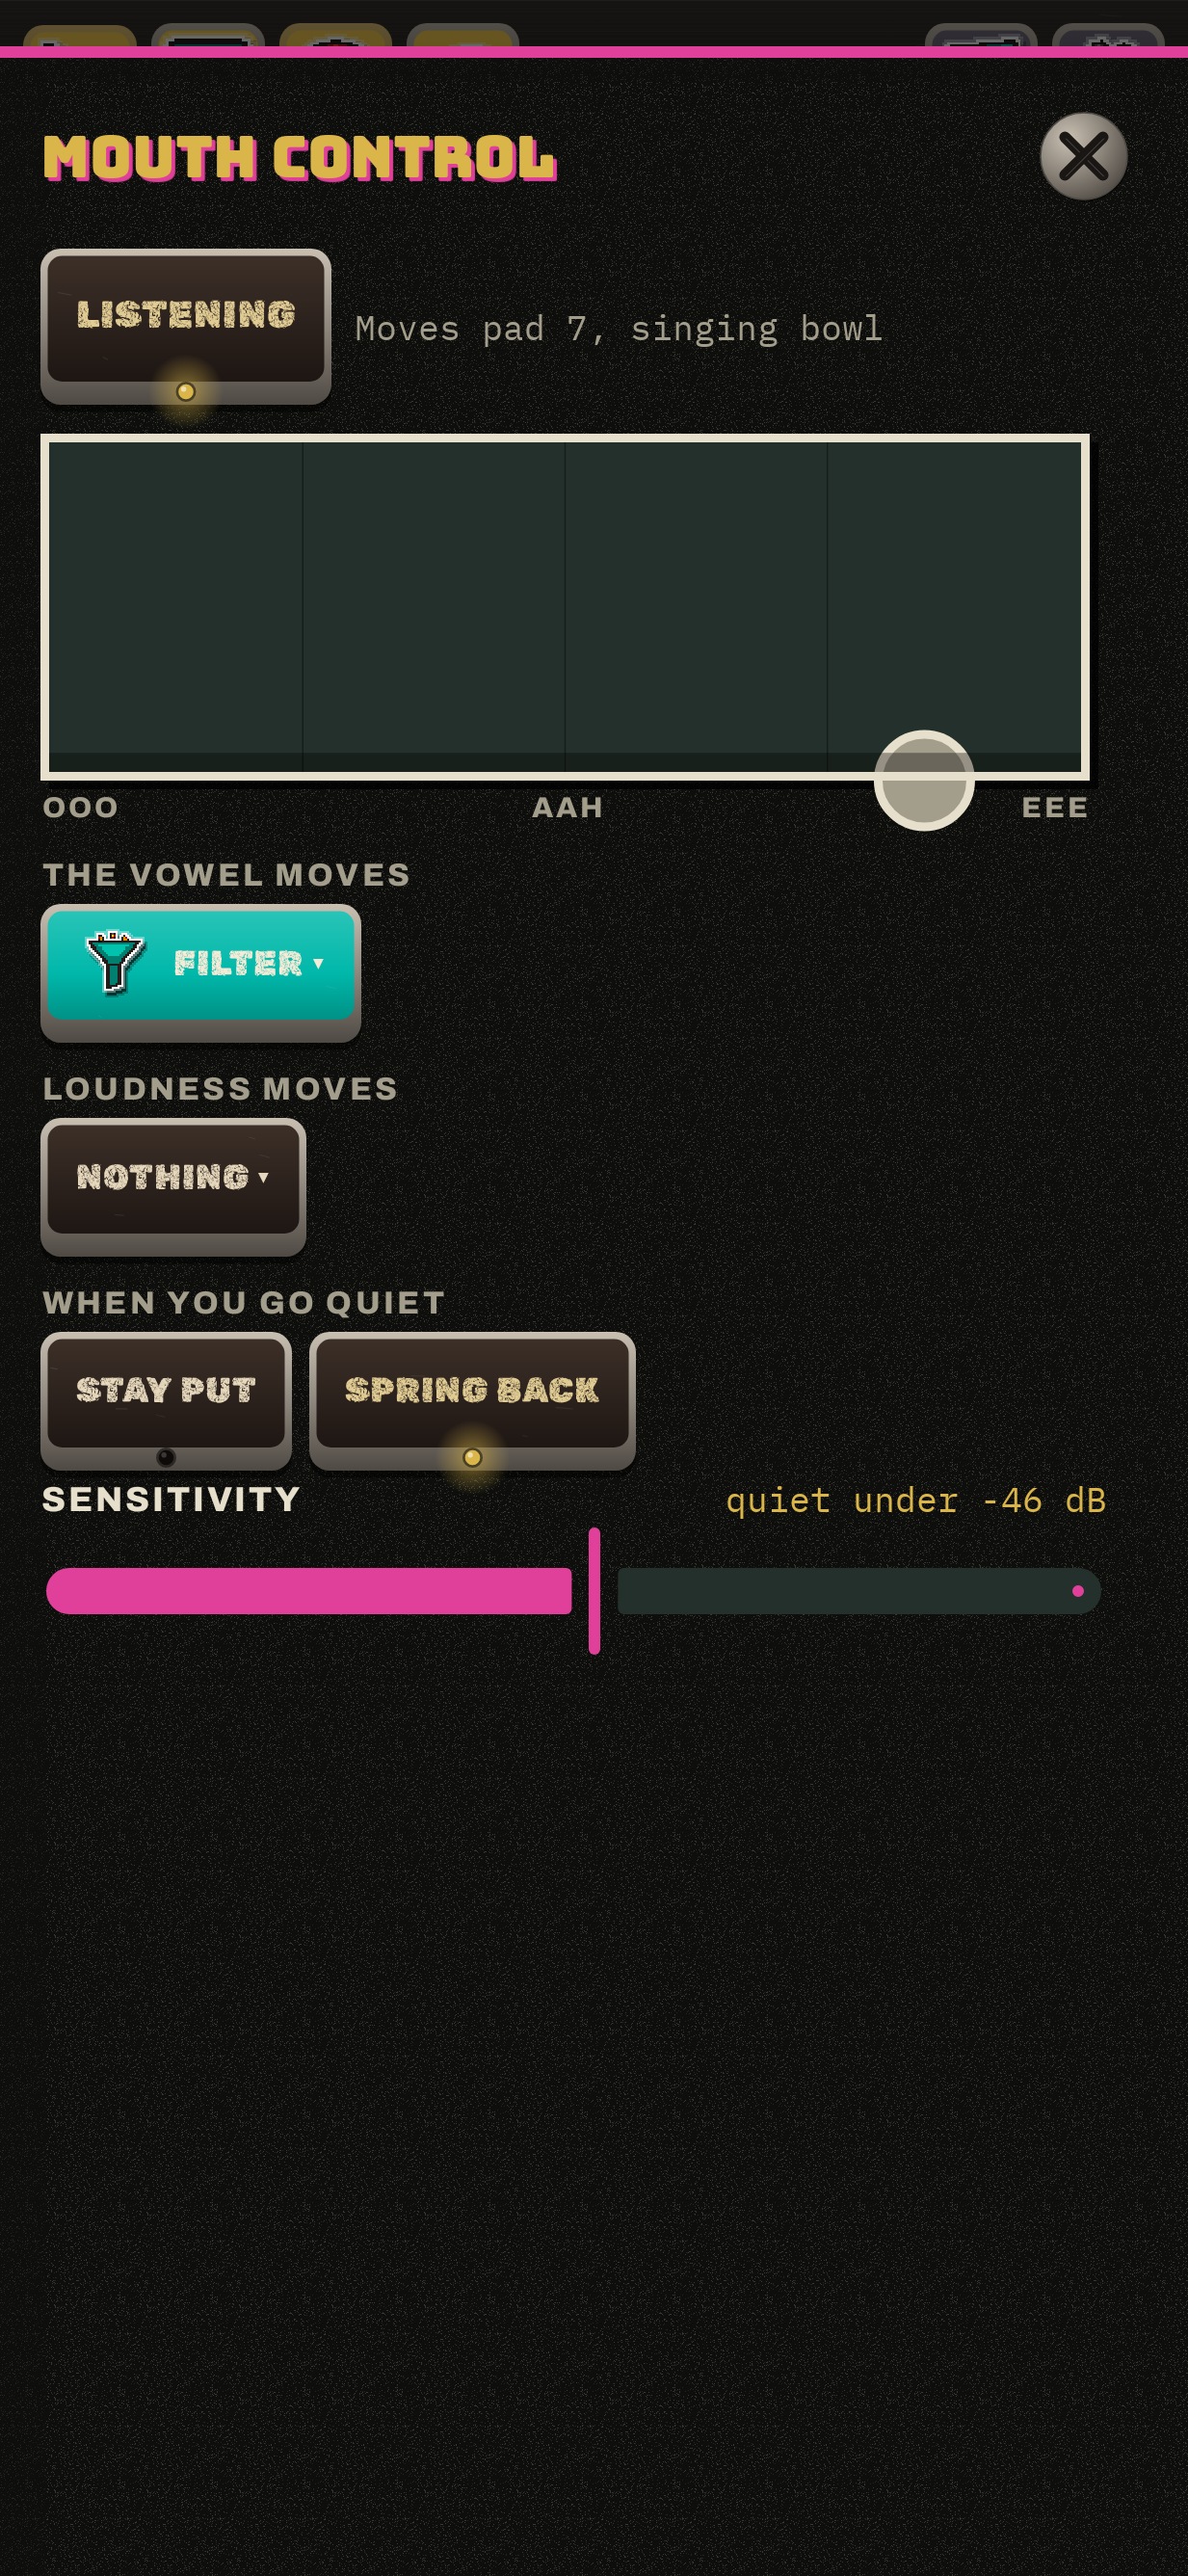 MOUTH CONTROL
LISTENING
Moves pad 7, singing bowl
OOO AAH EEE
THE VOWEL MOVES
FILTER ▾
LOUDNESS MOVES
NOTHING ▾
WHEN YOU GO QUIET
STAY PUT SPRING BACK
SENSITIVITY quiet under -46 dB